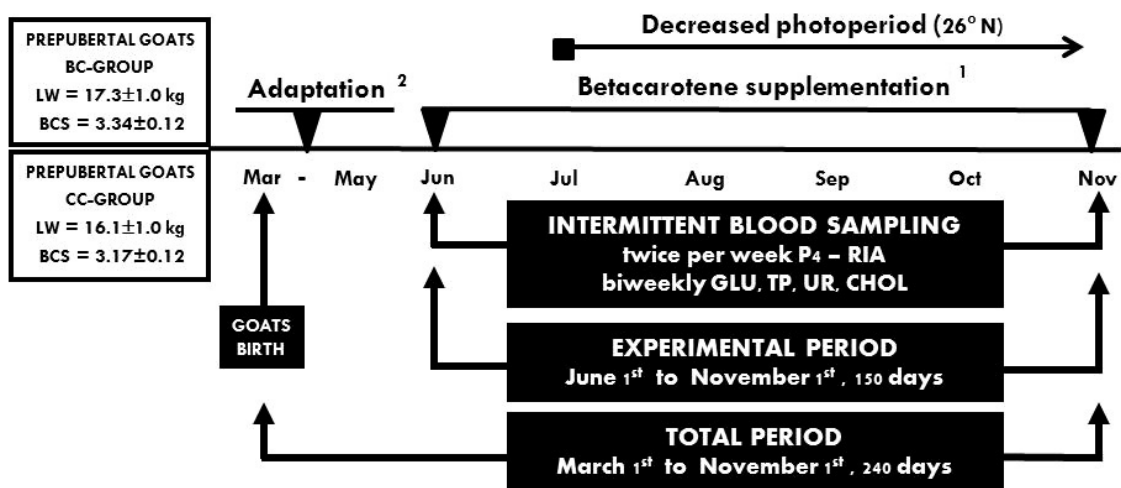 PREPUBERTAL GOATS
BC-GROUP
LW = 17.3±1.0 kg
BCS = 3.34±0.12
PREPUBERTAL GOATS
CC-GROUP
LW = 16.1±1.0 kg
BCS = 3.17±0.12
Decreased photoperiod (26° N)
Adaptation 2
Betacarotene supplementation 1
Mar - May Jun Jul Aug Sep Oct Nov
GOATS
BIRTH
INTERMITTENT BLOOD SAMPLING
twice per week P4 – RIA
biweekly GLU, TP, UR, CHOL
EXPERIMENTAL PERIOD
June 1st to November 1st , 150 days
TOTAL PERIOD
March 1st to November 1st , 240 days